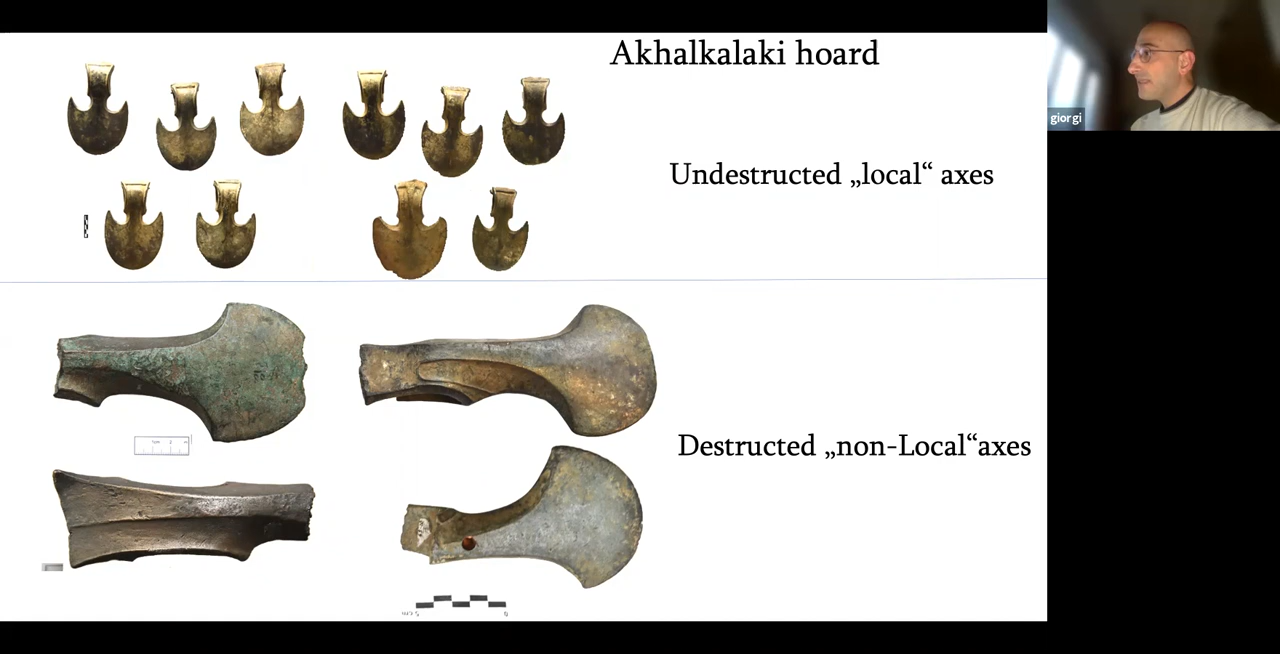 Akhalkalaki hoard
giorgi
Undestructed „local“ axes
Destructed „non-Local“axes